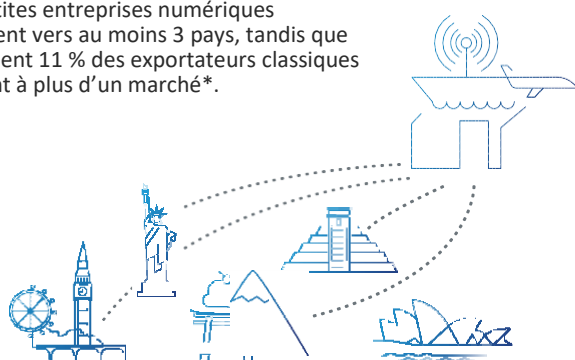 tites entreprises numériques
ent vers au moins 3 pays, tandis que
ent 11 % des exportateurs classiques
t à plus d’un marché*.